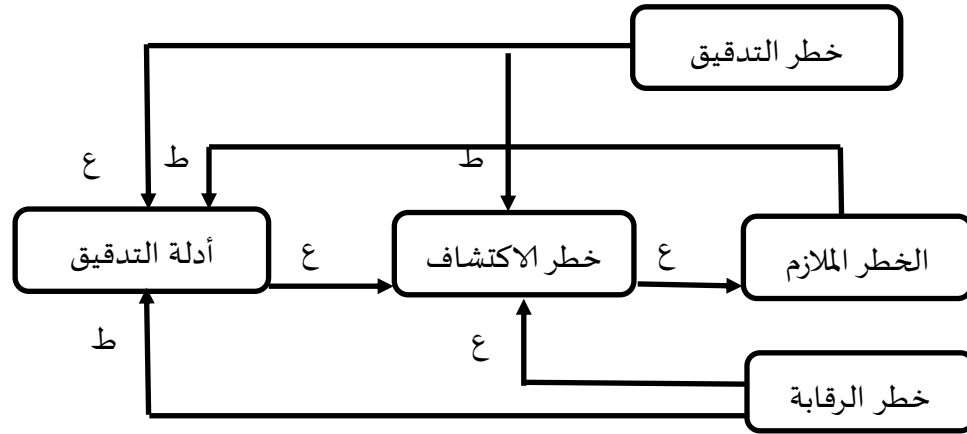 خطر التدقيق
ع
ط
ط
أدلة التدقيق
ع
خطر الاكتشاف
ع
الخطر الملازم
ط
ع
خطر الرقابة